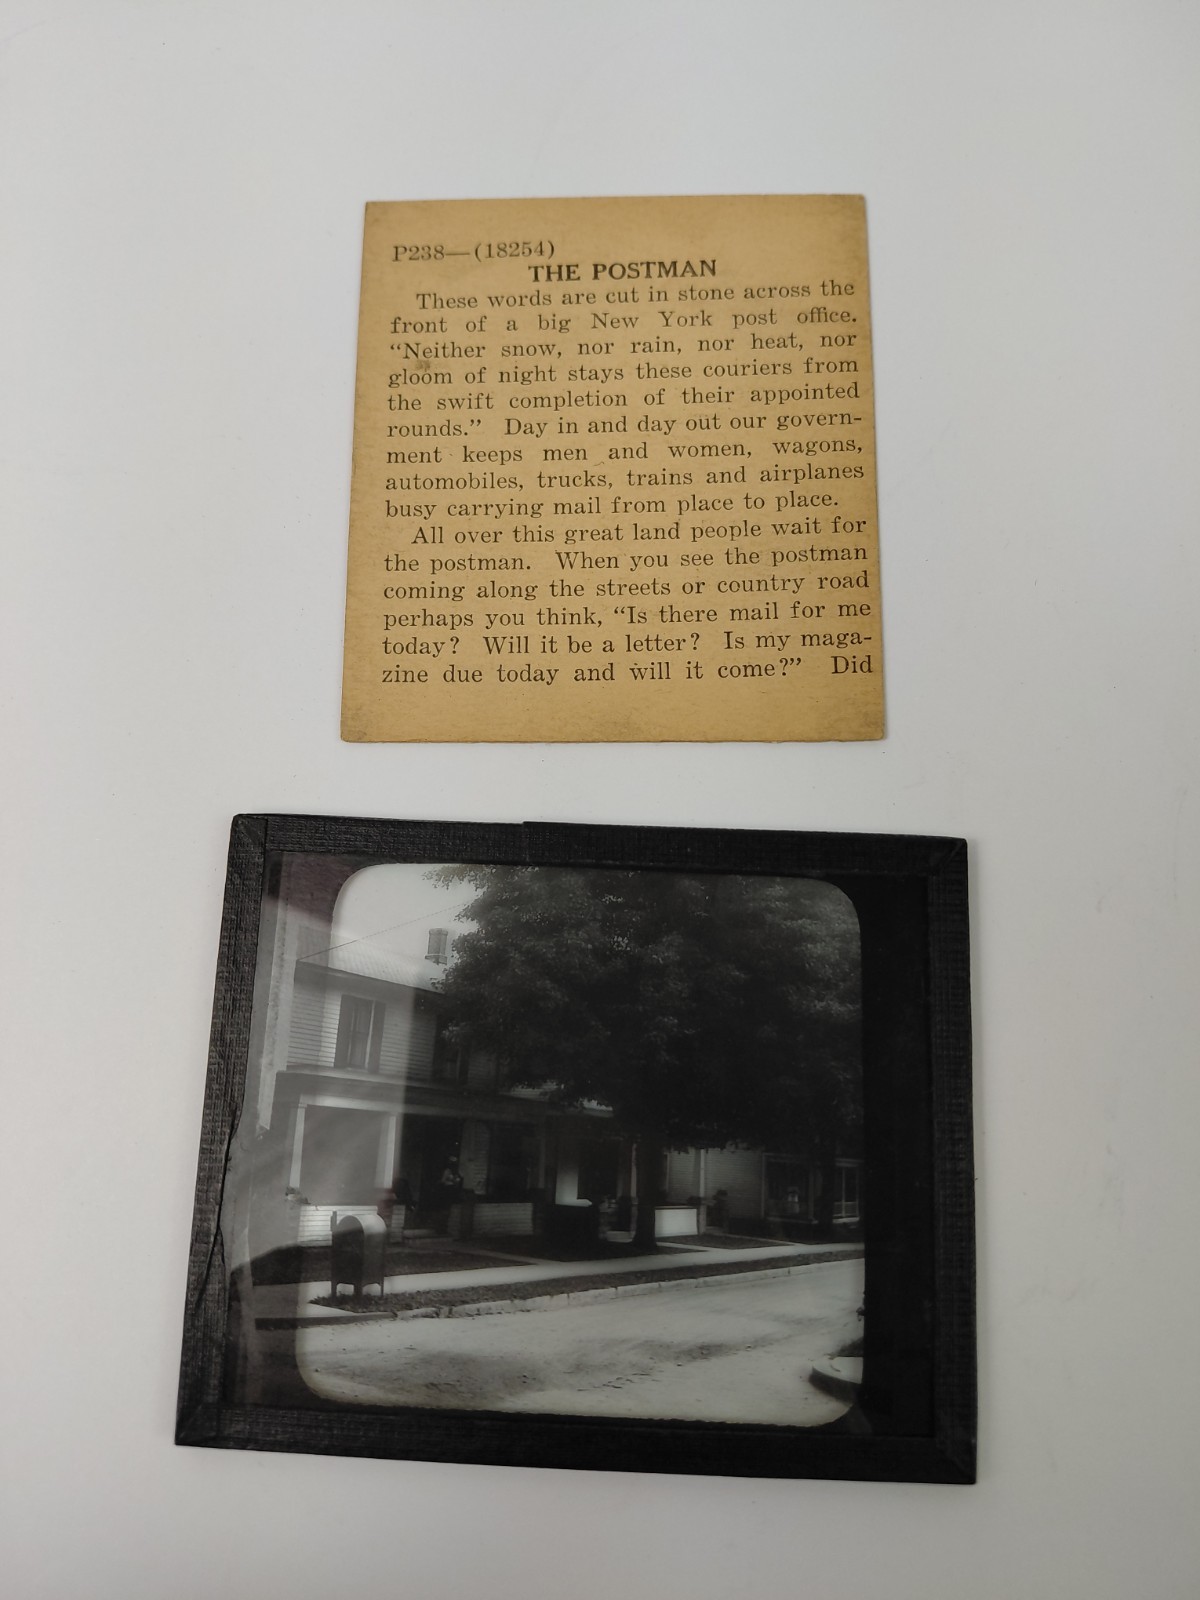 P238—(18254)
THE POSTMAN
These words are cut in stone across the
front of a big New York post office.
“Neither snow, nor rain, nor heat, nor
gloom of night stays these couriers from
the swift completion of their appointed
rounds.” Day in and day out our govern-
ment keeps men and women, wagons,
automobiles, trucks, trains and airplanes
busy carrying mail from place to place.
All over this great land people wait for
the postman. When you see the postman
coming along the streets or country road
perhaps you think, “Is there mail for me
today? Will it be a letter? Is my maga-
zine due today and will it come?” Did